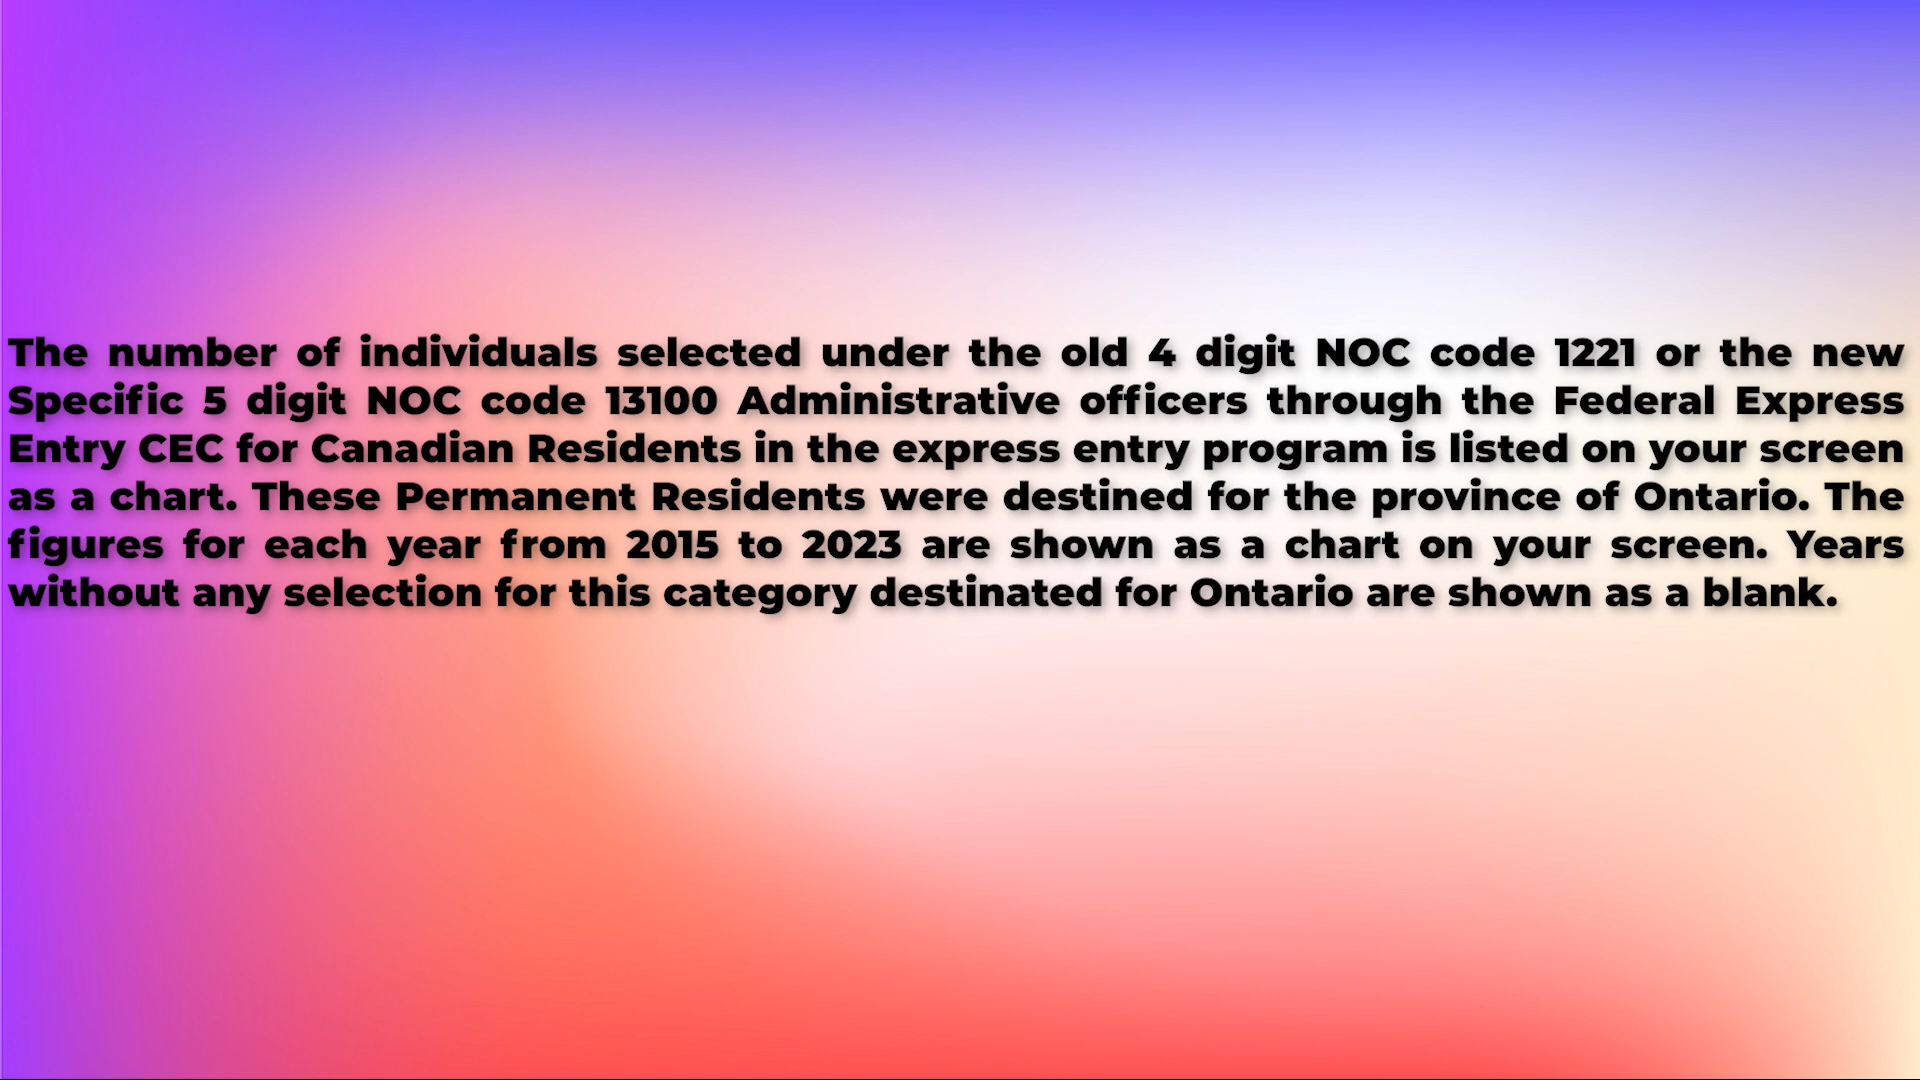 The number of individuals selected under the old 4 digit NOC code 1221 or the new
Specific 5 digit NOC code 13100 Administrative officers through the Federal Express
Entry CEC for Canadian Residents in the express entry program is listed on your screen
as a chart. These Permanent Residents were destined for the province of Ontario. The
figures for each year from 2015 to 2023 are shown as a chart on your screen. Years
without any selection for this category destinated for Ontario are shown as a blank.